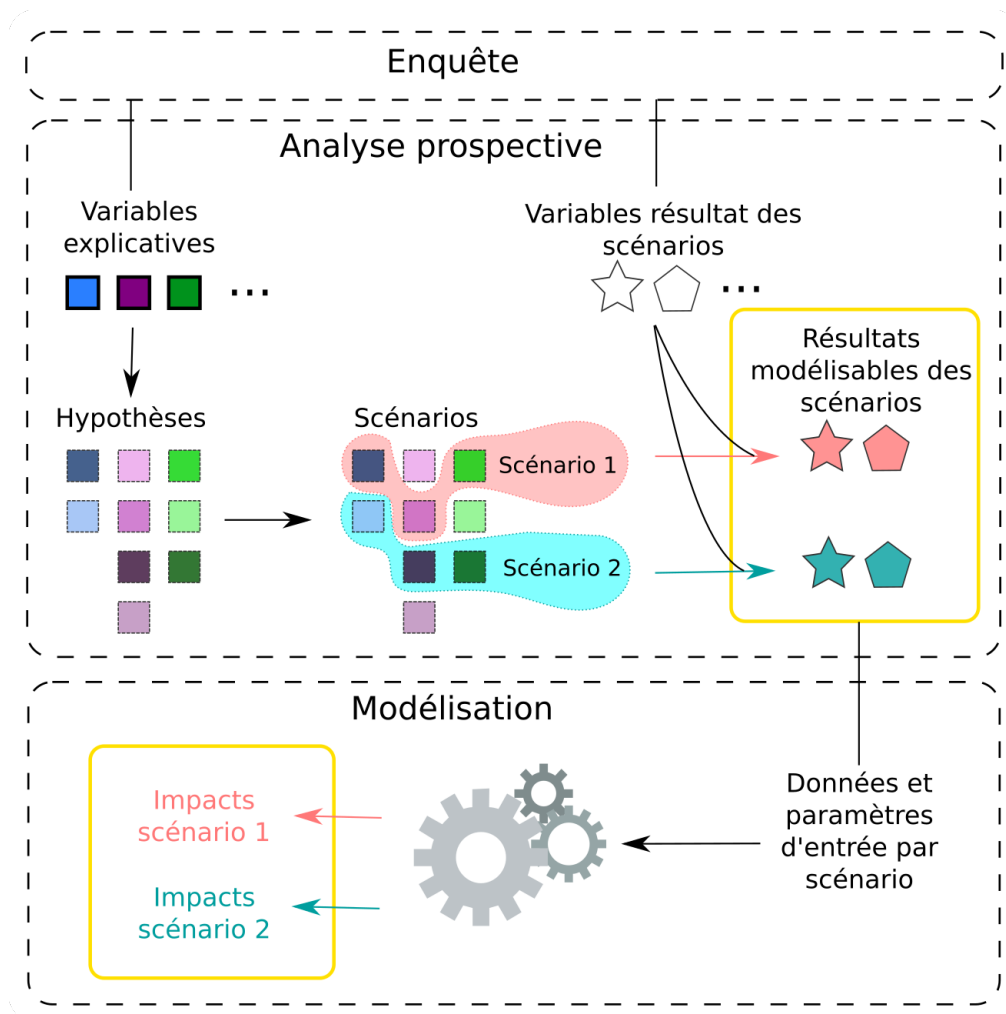 Enquête
Analyse prospective
Variables
explicatives
...
Variables résultat des
scénarios
...
Résultats
modélisables des
scénarios
Hypothèses
Scénarios
Scénario 1
Scénario 2
Modélisation
Données et
paramètres
d'entrée par
scénario
Impacts
scénario 1
Impacts
scénario 2